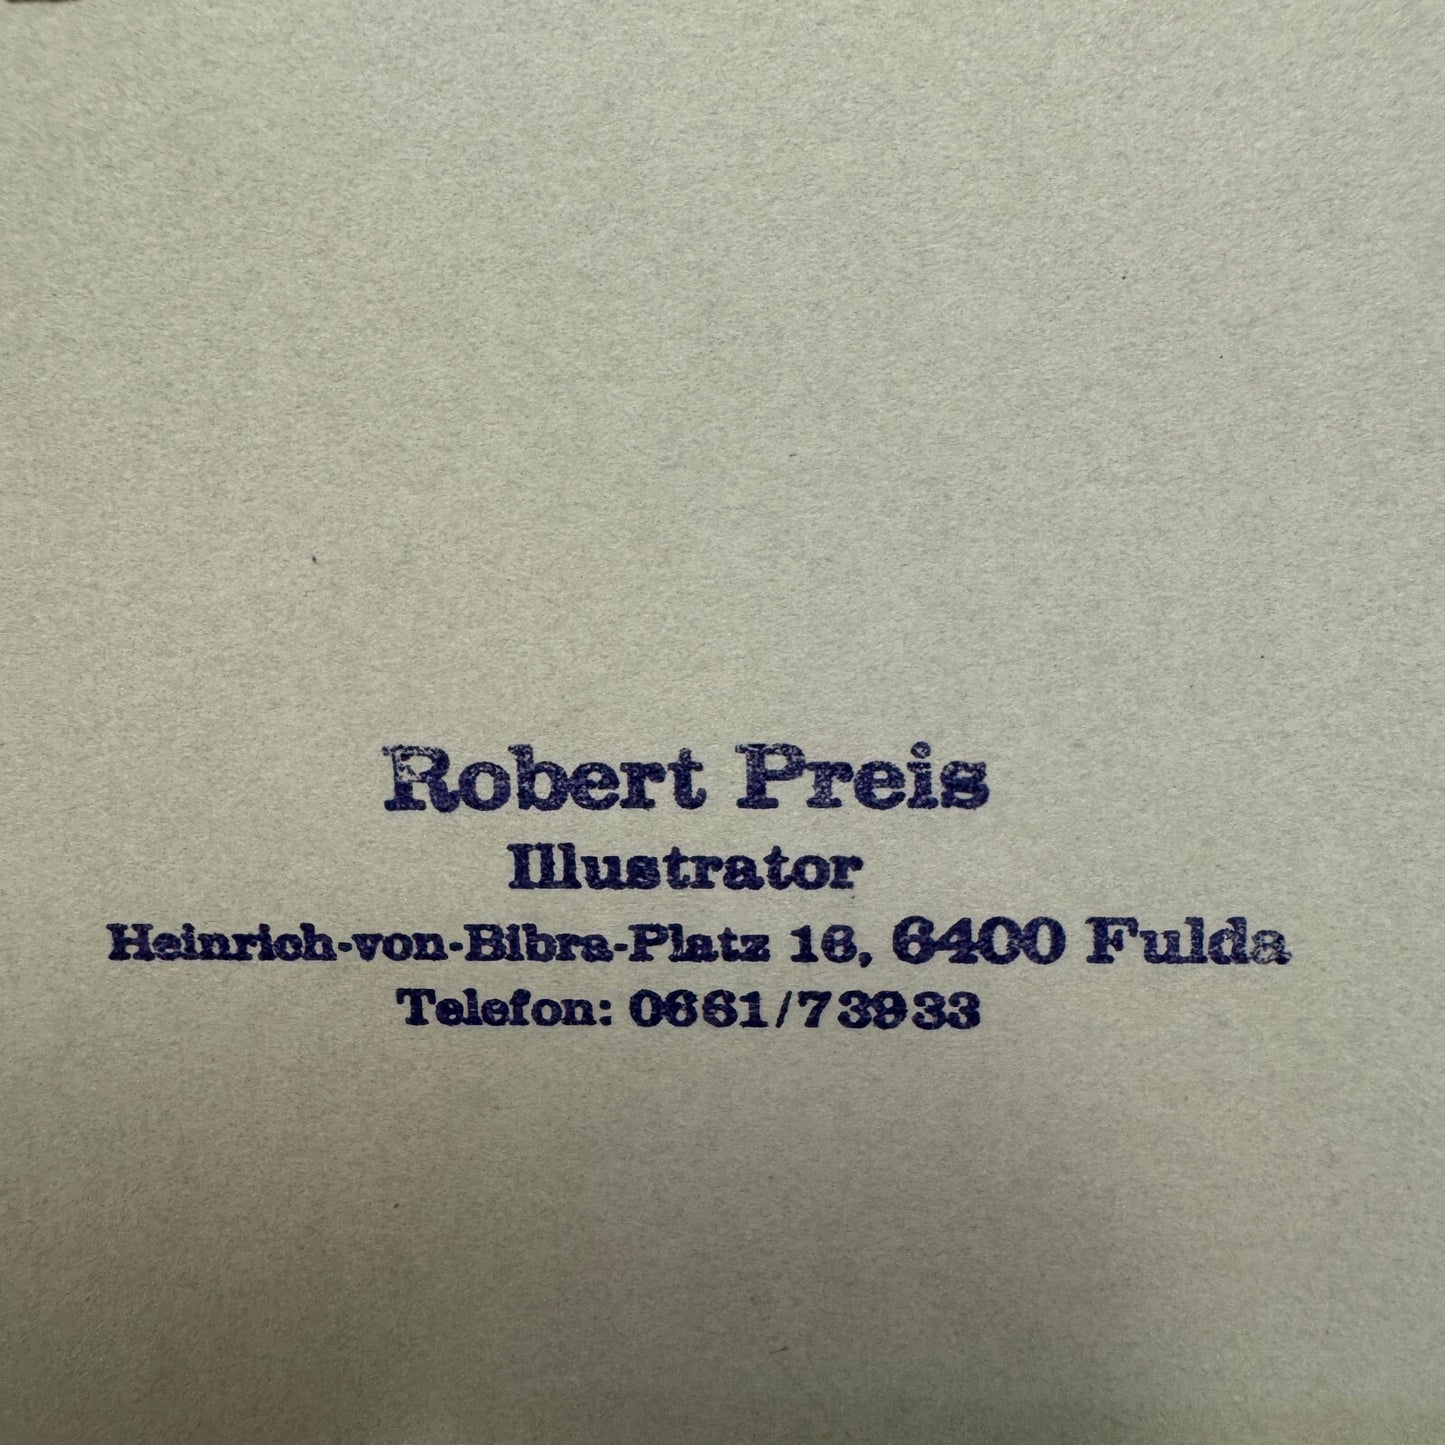 Robert Preis
Illustrator
Heinrich-von-Bibra-Platz 16, 6400 Fulda
Telefon: 0661/73933